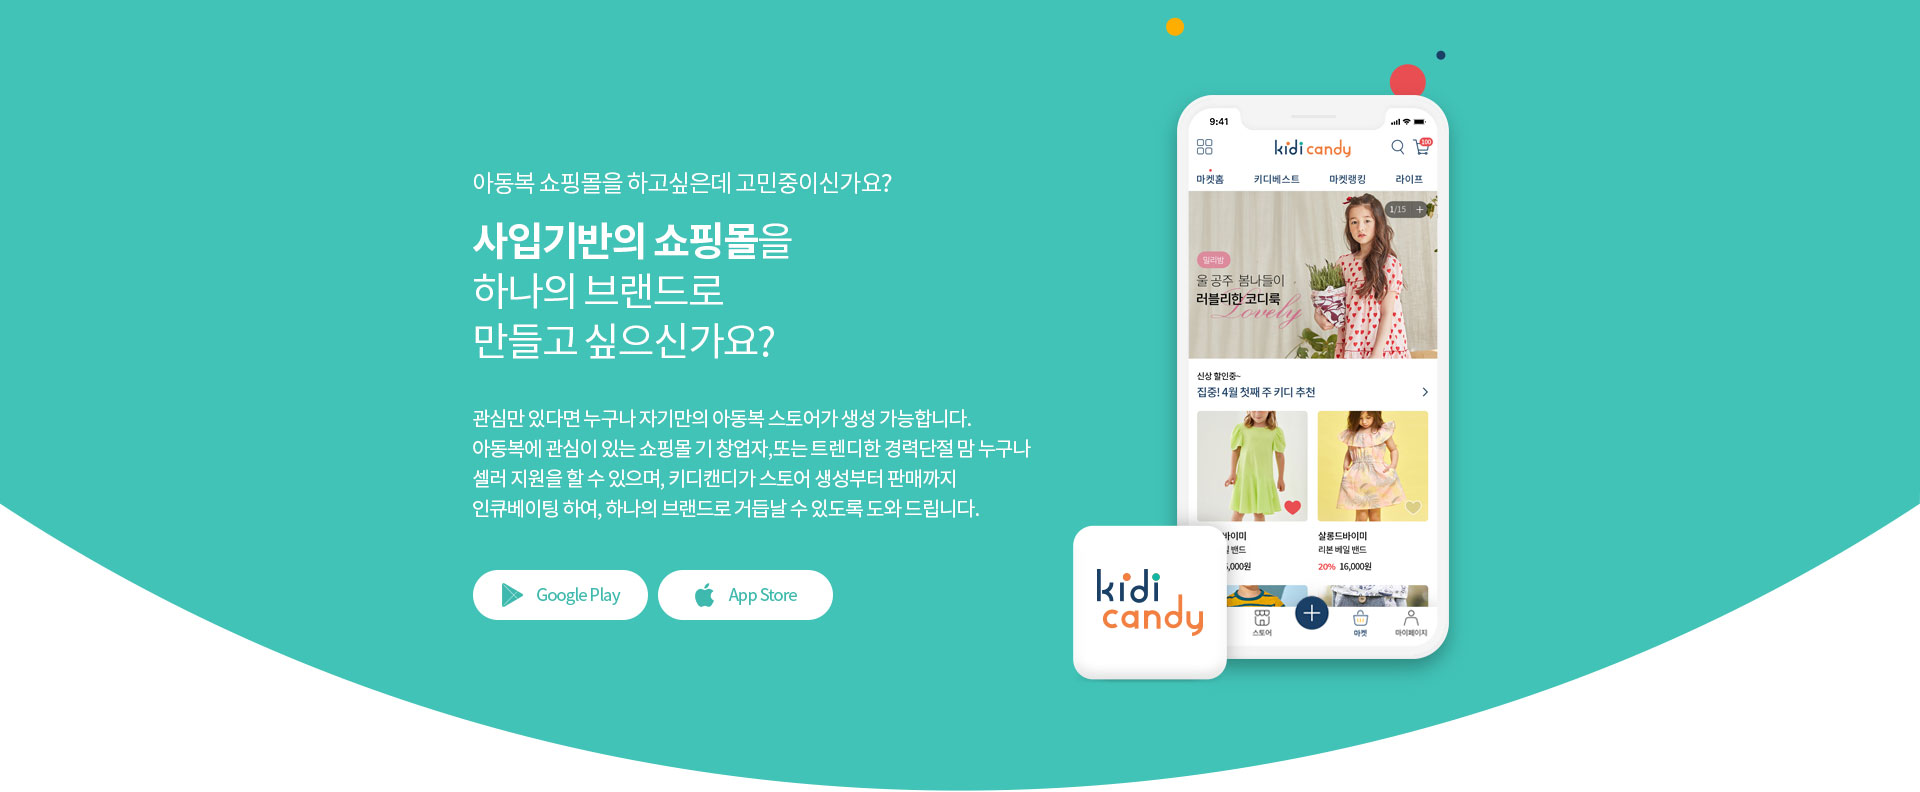 아동복 쇼핑몰을 하고싶은데 고민중이신가요?
사입기반의 쇼핑몰을
하나의 브랜드로
만들고 싶으신가요?
관심만 있다면 누구나 자기만의 아동복 스토어가 생성 가능합니다.
아동복에 관심이 있는 쇼핑몰 기 창업자,또는 트렌디한 경력단절 맘 누구나
셀러 지원을 할 수 있으며, 키디캔디가 스토어 생성부터 판매까지
인큐베이팅 하여, 하나의 브랜드로 거듭날 수 있도록 도와 드립니다.
Google Play
App Store
9:41
kidi candy
100
마켓홈 키디베스트 마켓랭킹 라이프
1/15 +
밀리밤
울 공주 봄나들이
러블리한 코디룩
Lovely
신상 할인중~
집중! 4월 첫째 주 키디 추천
바이미
살롱드바이미
밴드
리본 베일 밴드
,000원
20% 16,000원
스토어 마켓 마이페이지
kidi
candy